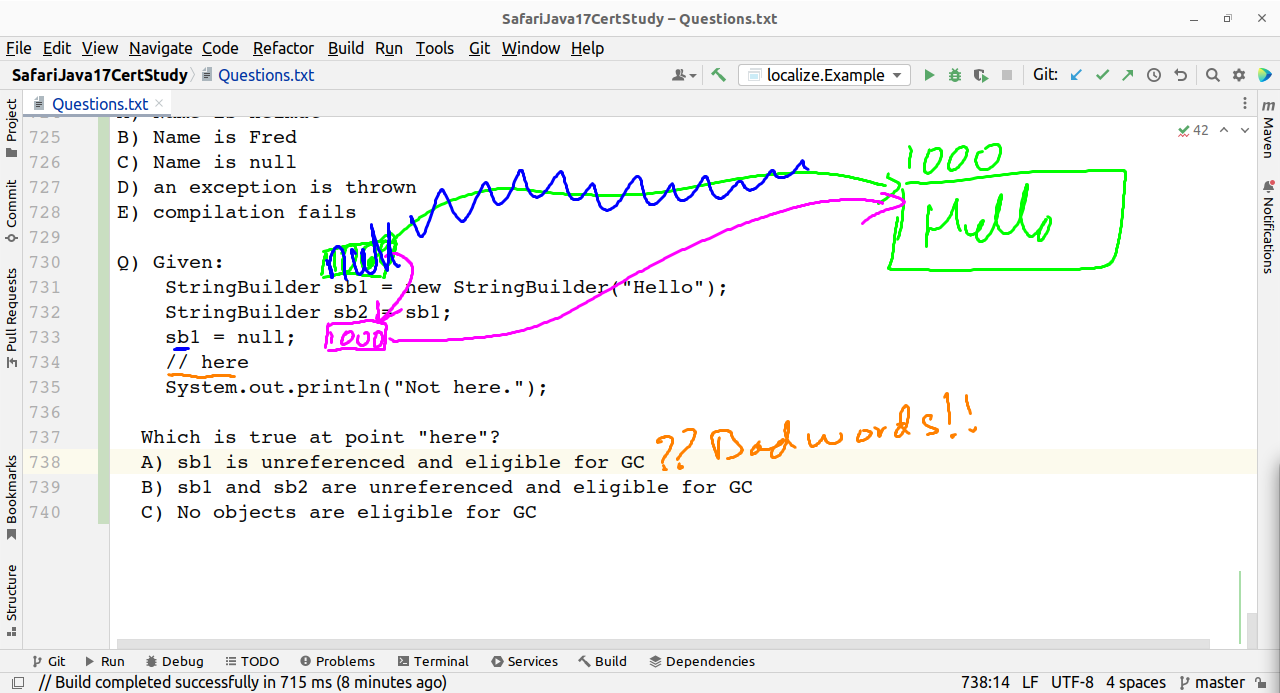 SafariJava17CertStudy – Questions.txt
File Edit View Navigate Code Refactor Build Run Tools Git Window Help
SafariJava17CertStudy Questions.txt localize.Example Git:
Questions.txt
Project
Commit
Pull Requests
Bookmarks
Structure
Maven
Notifications
42
725 B) Name is Fred
726 C) Name is null
727 D) an exception is thrown
728 E) compilation fails
729
730 Q) Given:
731 StringBuilder sb1 = new StringBuilder("Hello");
732 StringBuilder sb2 = sb1;
733 sb1 = null;
734 // here
735 System.out.println("Not here.");
736
737 Which is true at point "here"?
738 A) sb1 is unreferenced and eligible for GC
739 B) sb1 and sb2 are unreferenced and eligible for GC
740 C) No objects are eligible for GC
1000
Hello
null
1000
?? Bad words!!
Git Run Debug TODO Problems Terminal Services Build Dependencies
// Build completed successfully in 715 ms (8 minutes ago) 738:14 LF UTF-8 4 spaces master